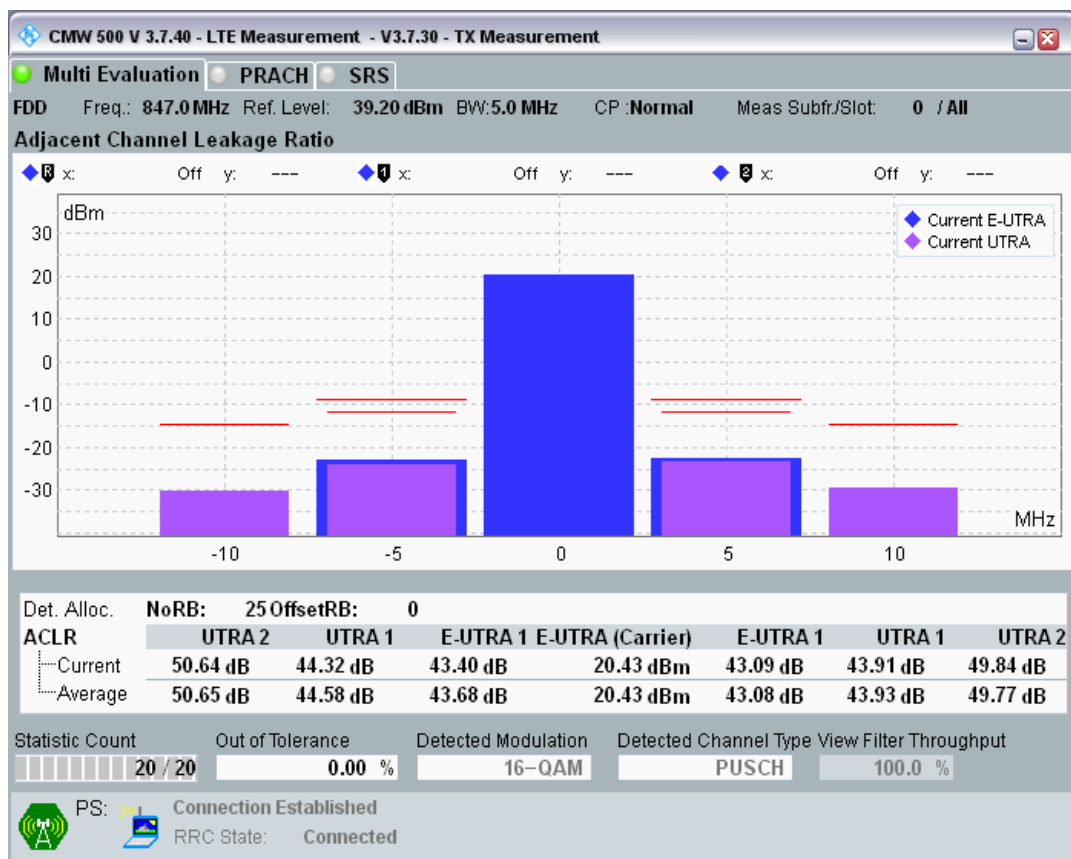 CMW 500 V 3.7.40 - LTE Measurement - V3.7.30 - TX Measurement
Multi Evaluation PRACH SRS
FDD Freq.: 847.0 MHz Ref. Level: 39.20 dBm BW:5.0 MHz CP :Normal Meas Subfr./Slot: 0 / All
Adjacent Channel Leakage Ratio
R x: Off y: --- 1 x: Off y: --- 2 x: Off y: ---
dBm
Current E-UTRA
Current UTRA
30
20
10
0
-10
-20
-30
MHz
-10 -5 0 5 10
Det. Alloc. NoRB: 25 OffsetRB: 0
ACLR UTRA 2 UTRA 1 E-UTRA 1 E-UTRA (Carrier) E-UTRA 1 UTRA 1 UTRA 2
Current 50.64 dB 44.32 dB 43.40 dB 20.43 dBm 43.09 dB 43.91 dB 49.84 dB
Average 50.65 dB 44.58 dB 43.68 dB 20.43 dBm 43.08 dB 43.93 dB 49.77 dB
Statistic Count Out of Tolerance Detected Modulation Detected Channel Type View Filter Throughput
20 / 20 0.00 % 16-QAM PUSCH 100.0 %
PS: Connection Established
RRC State: Connected